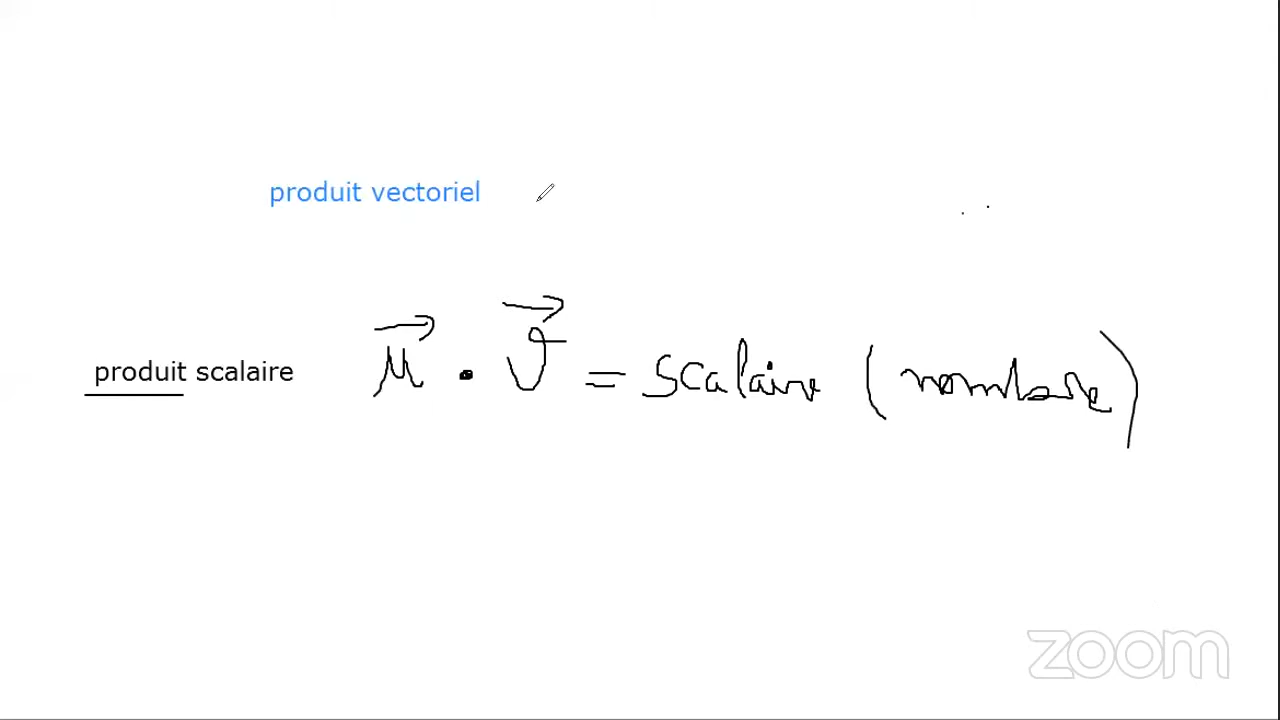 produit vectoriel
produit scalaire u⃗ · v⃗ = scalaire (nombre)
zoom